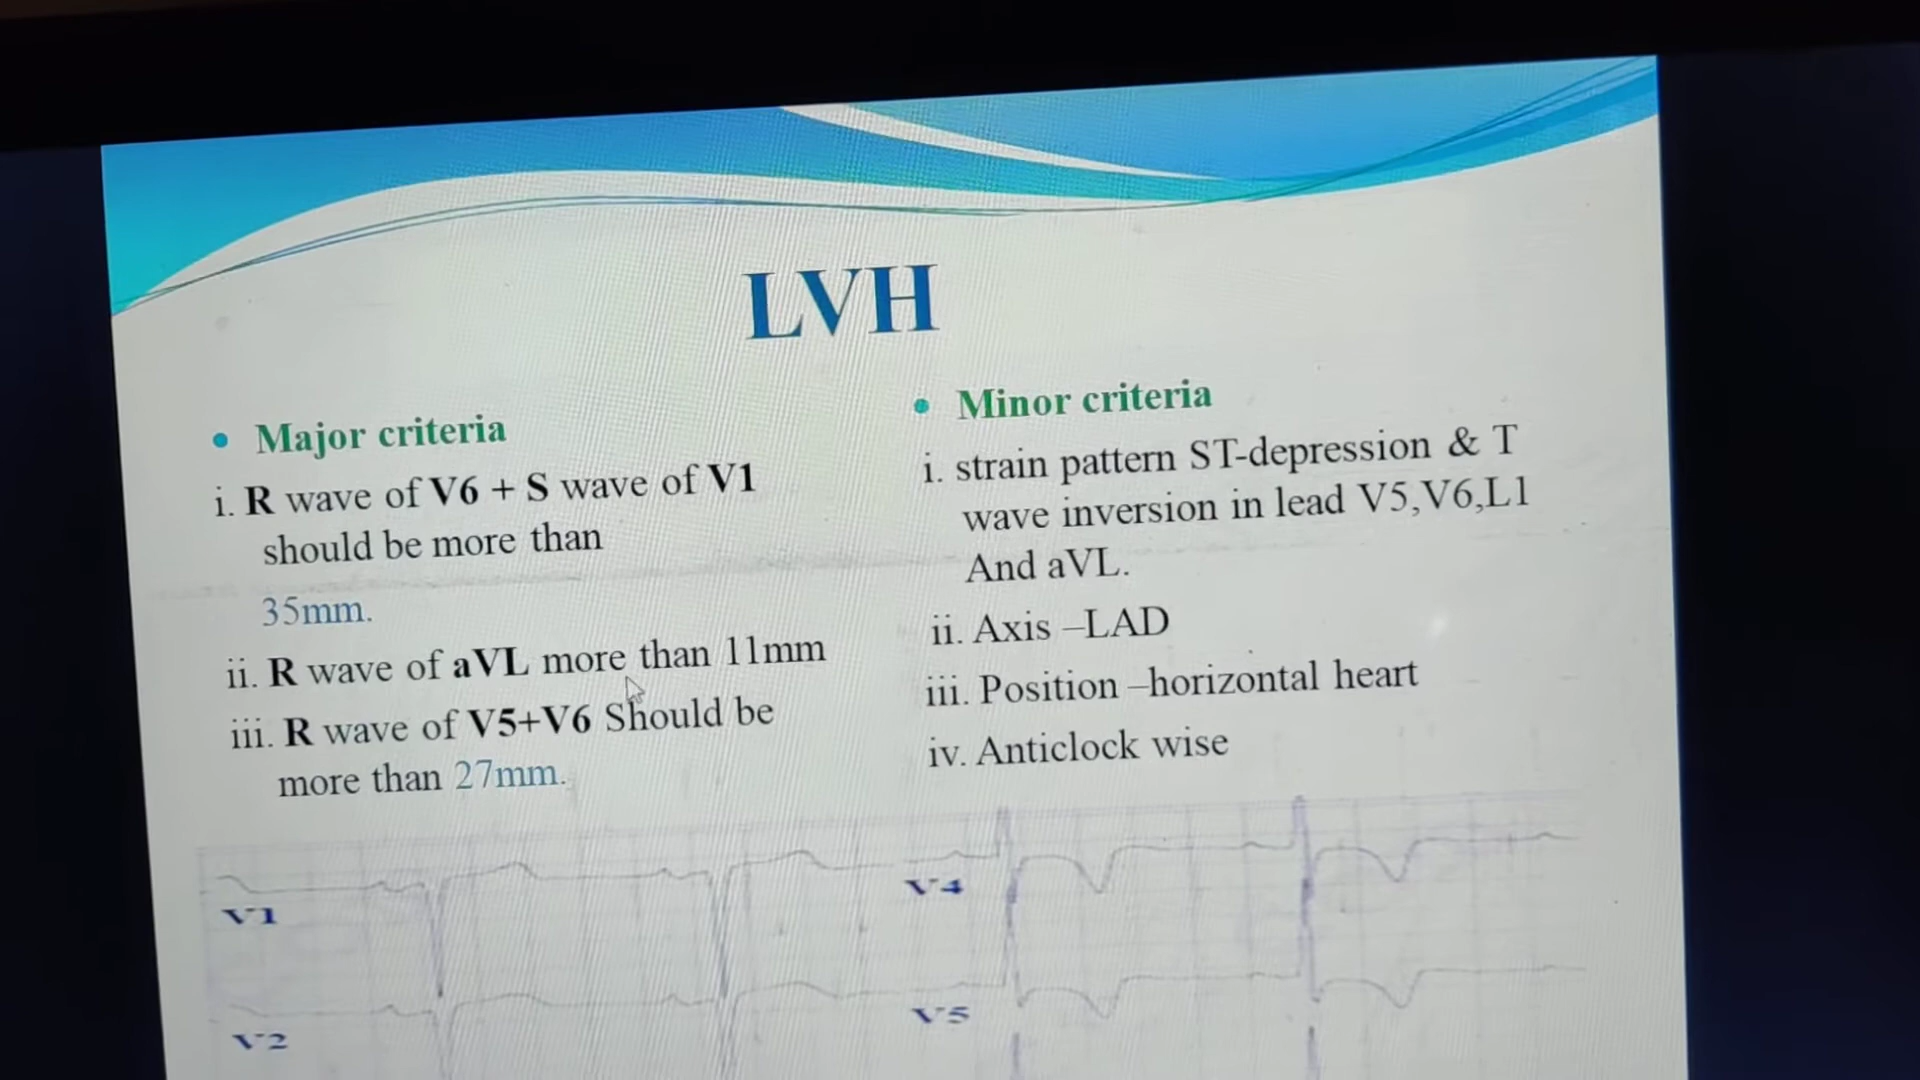 LVH
• Major criteria
i. R wave of V6 + S wave of V1
should be more than
35mm.
ii. R wave of aVL more than 11mm
iii. R wave of V5+V6 Should be
more than 27mm.
• Minor criteria
i. strain pattern ST-depression & T
wave inversion in lead V5,V6,L1
And aVL.
ii. Axis –LAD
iii. Position –horizontal heart
iv. Anticlock wise
V1
V4
V2
V5